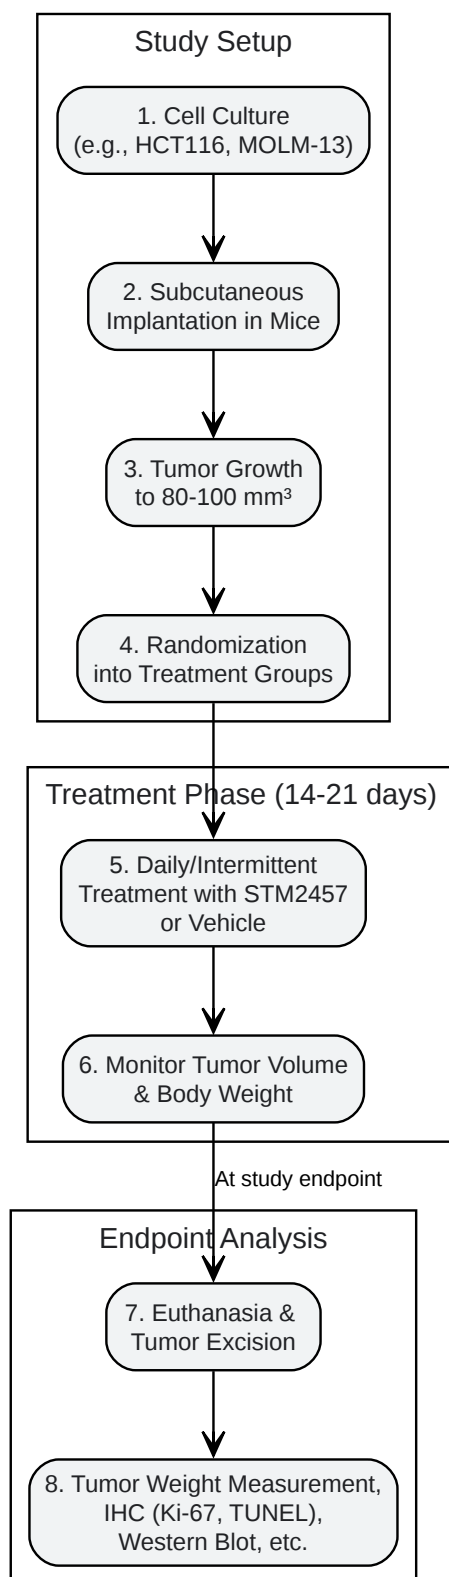 Study Setup
1. Cell Culture
(e.g., HCT116, MOLM-13)
2. Subcutaneous
Implantation in Mice
3. Tumor Growth
to 80-100 mm³
4. Randomization
into Treatment Groups
Treatment Phase (14-21 days)
5. Daily/Intermittent
Treatment with STM2457
or Vehicle
6. Monitor Tumor Volume
& Body Weight
At study endpoint
Endpoint Analysis
7. Euthanasia &
Tumor Excision
8. Tumor Weight Measurement,
IHC (Ki-67, TUNEL),
Western Blot, etc.